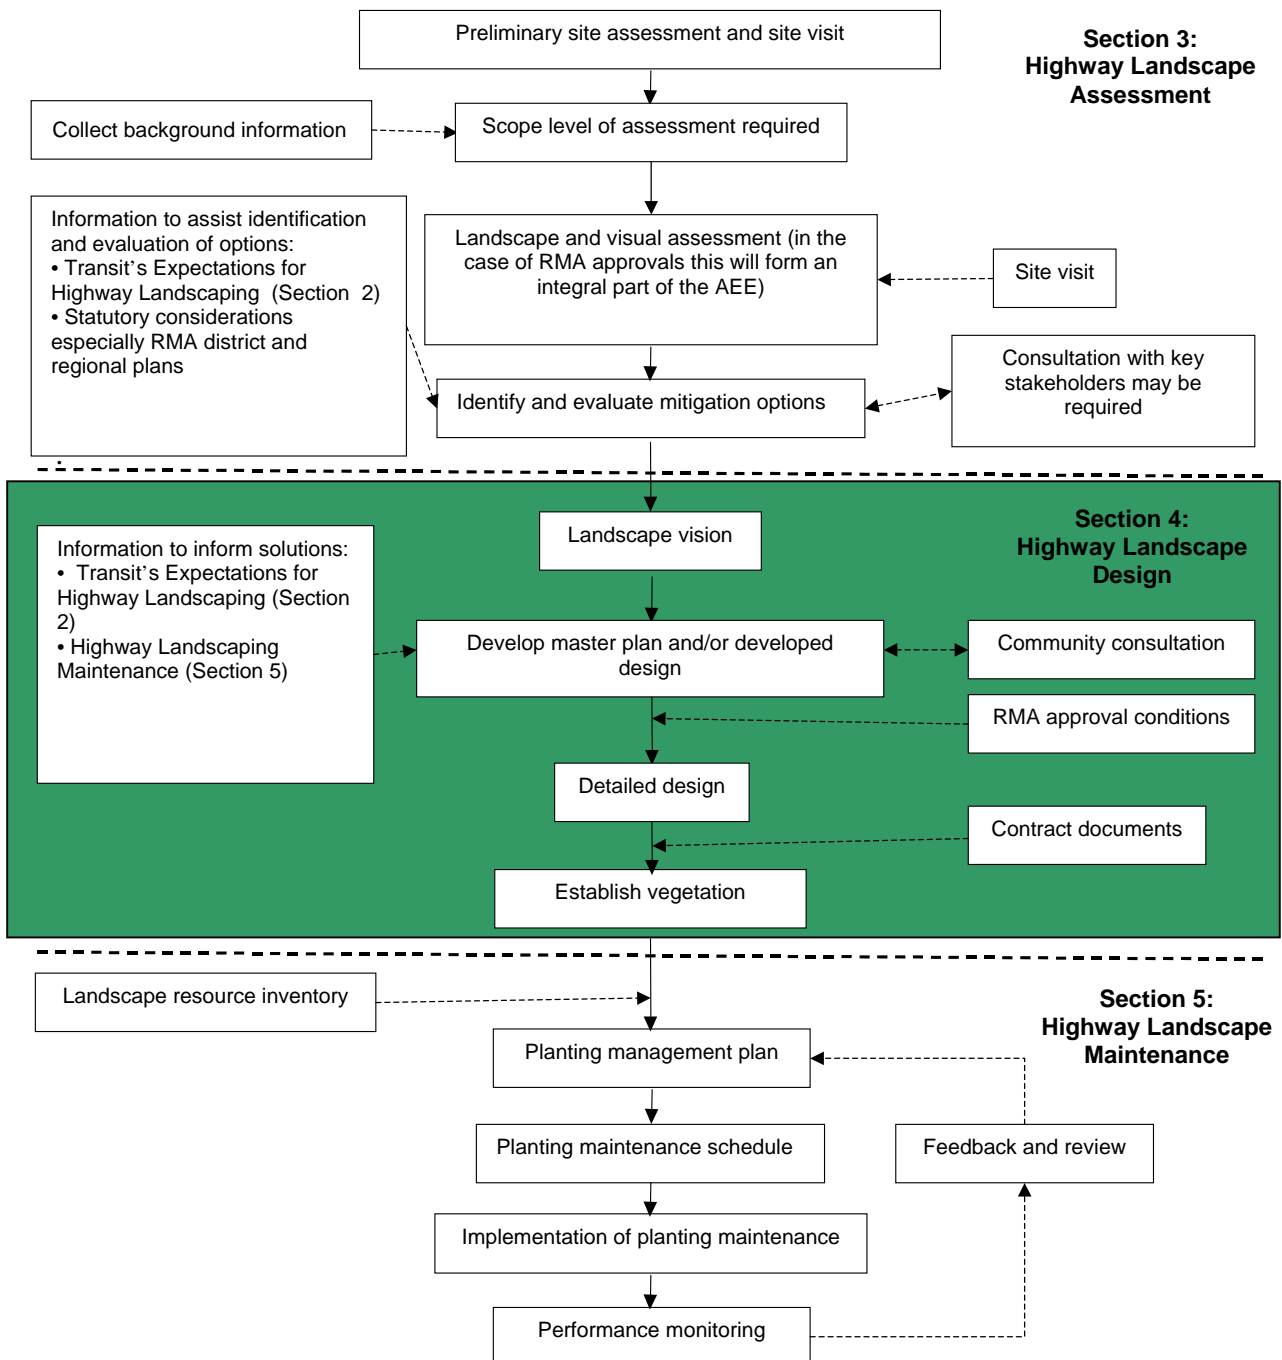 Preliminary site assessment and site visit
Section 3:
Highway Landscape
Assessment
Collect background information
Scope level of assessment required
Information to assist identification
and evaluation of options:
• Transit's Expectations for
Highway Landscaping (Section 2)
• Statutory considerations
especially RMA district and
regional plans
.
Landscape and visual assessment (in the
case of RMA approvals this will form an
integral part of the AEE)
Site visit
Identify and evaluate mitigation options
Consultation with key
stakeholders may be
required
Section 4:
Highway Landscape
Design
Landscape vision
Information to inform solutions:
• Transit's Expectations for
Highway Landscaping (Section
2)
• Highway Landscaping
Maintenance (Section 5)
Develop master plan and/or developed
design
Community consultation
RMA approval conditions
Detailed design
Contract documents
Establish vegetation
Landscape resource inventory
Section 5:
Highway Landscape
Maintenance
Planting management plan
Planting maintenance schedule
Feedback and review
Implementation of planting maintenance
Performance monitoring